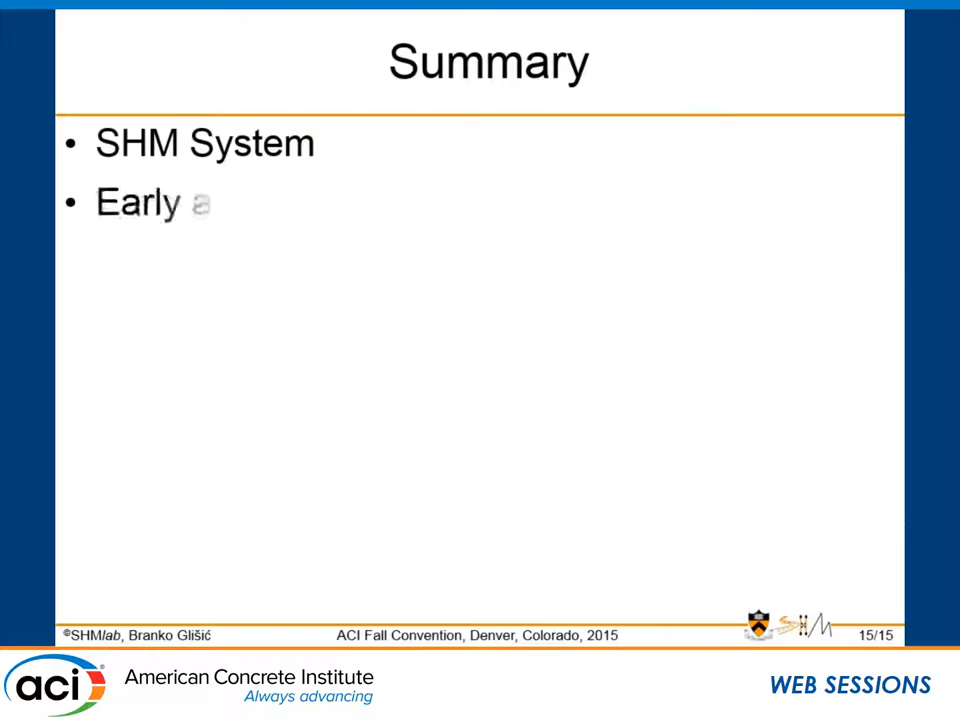 Summary
• SHM System
• Early a
©SHMlab, Branko Glišić
ACI Fall Convention, Denver, Colorado, 2015
SHM
15/15
aci®
American Concrete Institute
Always advancing
WEB SESSIONS